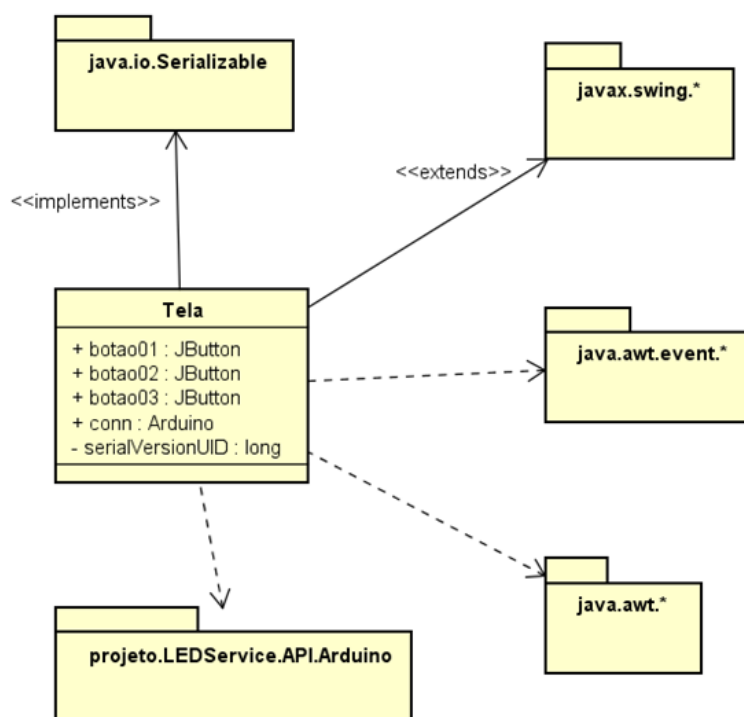 java.io.Serializable
javax.swing.*
<<extends>>
<<implements>>
Tela
+ botao01 : JButton
+ botao02 : JButton
+ botao03 : JButton
+ conn : Arduino
- serialVersionUID : long
java.awt.event.*
java.awt.*
projeto.LEDService.API.Arduino